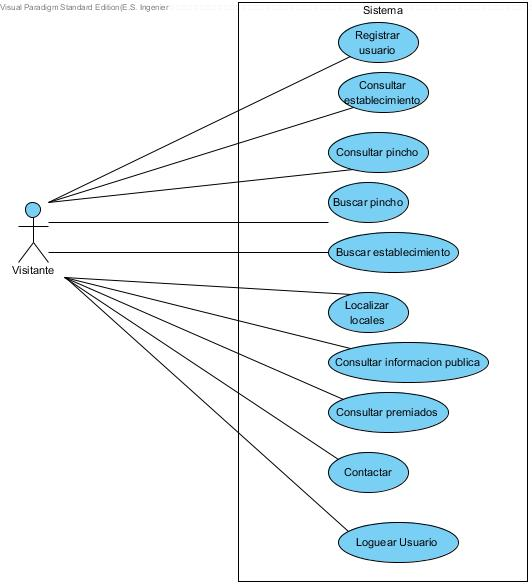 Visual Paradigm Standard Edition(E.S. Ingenier
Sistema
Registrar
usuario
Consultar
establecimiento
Consultar pincho
Buscar pincho
Buscar establecimiento
Visitante
Localizar
locales
Consultar informacion publica
Consultar premiados
Contactar
Loguear Usuario